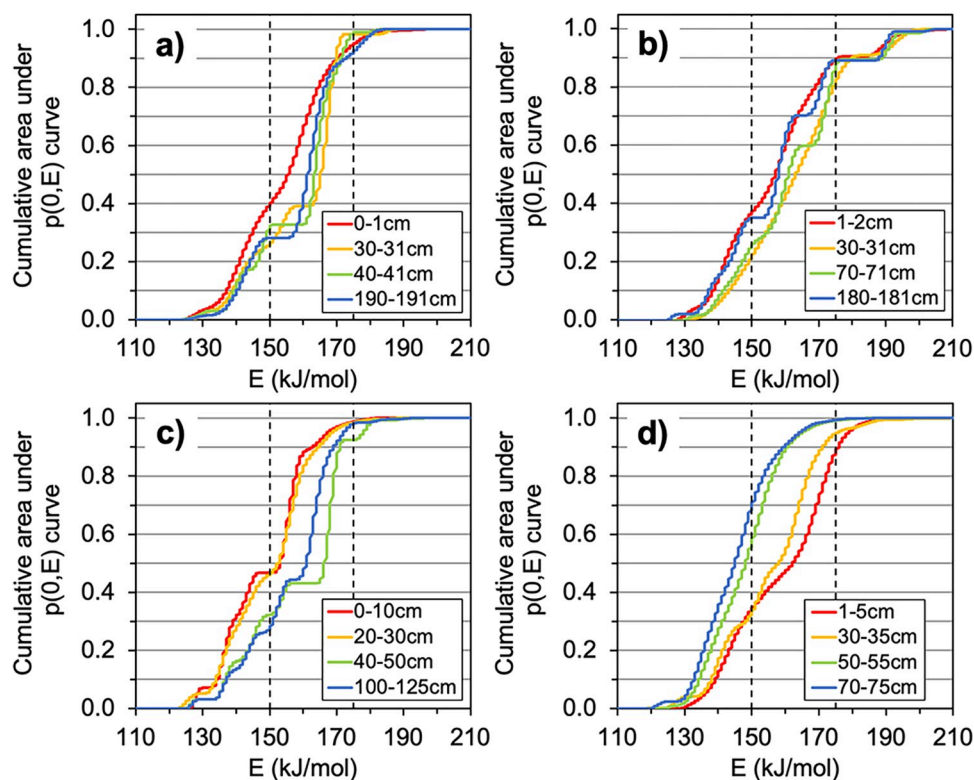 a)
Cumulative area under
p(0,E) curve
1.0
0.8
0.6
0.4
0.2
0.0
0-1cm
30-31cm
40-41cm
190-191cm
110 130 150 170 190 210
E (kJ/mol)
b)
Cumulative area under
p(0,E) curve
1.0
0.8
0.6
0.4
0.2
0.0
1-2cm
30-31cm
70-71cm
180-181cm
110 130 150 170 190 210
E (kJ/mol)
c)
Cumulative area under
p(0,E) curve
1.0
0.8
0.6
0.4
0.2
0.0
0-10cm
20-30cm
40-50cm
100-125cm
110 130 150 170 190 210
E (kJ/mol)
d)
Cumulative area under
p(0,E) curve
1.0
0.8
0.6
0.4
0.2
0.0
1-5cm
30-35cm
50-55cm
70-75cm
110 130 150 170 190 210
E (kJ/mol)